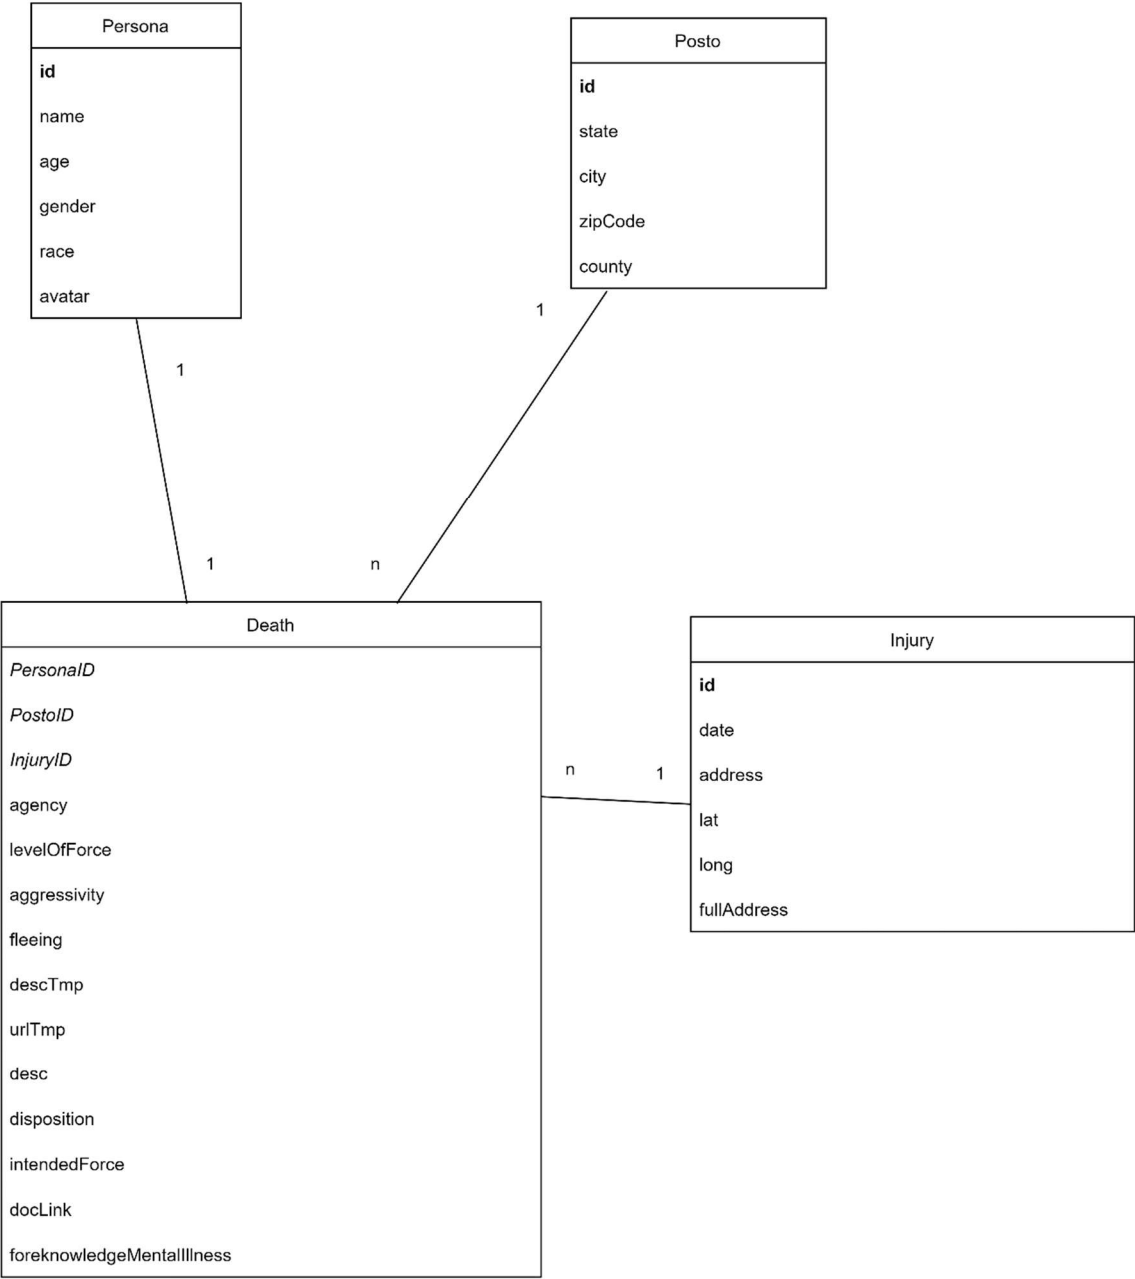 Persona
id
name
age
gender
race
avatar
Posto
id
state
city
zipCode
county
1
1
1
n
Death
PersonaID
PostoID
InjuryID
agency
levelOfForce
aggressivity
fleeing
descTmp
urlTmp
desc
disposition
intendedForce
docLink
foreknowledgeMentalIllness
n
1
Injury
id
date
address
lat
long
fullAddress